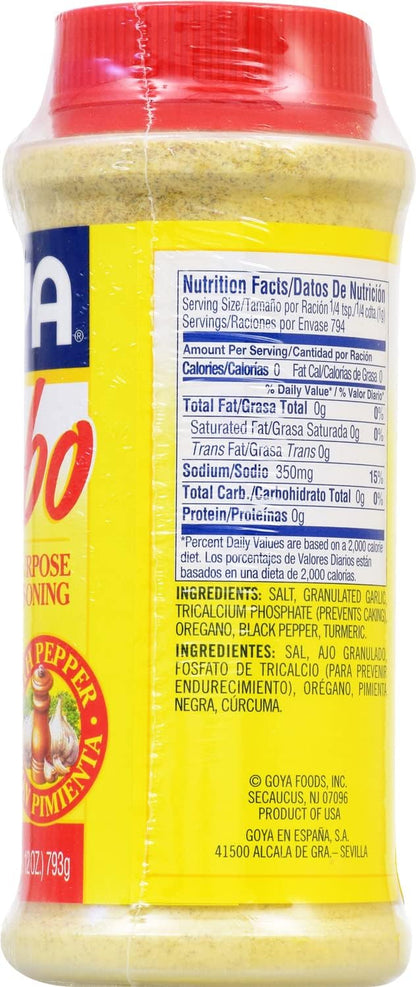 A®
bo
RPOSE
ONING
H PEPPER
N PIMIENTA
12 OZ.) 793g
Nutrition Facts/Datos De Nutrición
Serving Size/Tamaño por Ración 1/4 tsp./1/4 cdta.(1g)
Servings/Raciones por Envase 794
Amount Per Serving/Cantidad por Ración
Calories/Calorías 0 Fat Cal/Calorías de Grasa 0
% Daily Value* / % Valor Diario*
Total Fat/Grasa Total 0g 0%
Saturated Fat/Grasa Saturada 0g 0%
Trans Fat/Grasa Trans 0g
Sodium/Sodio 350mg 15%
Total Carb./Carbohidrato Total 0g 0%
Protein/Proteínas 0g
*Percent Daily Values are based on a 2,000 calorie
diet. Los porcentajes de Valores Diarios están
basados en una dieta de 2,000 calorías.
INGREDIENTS: SALT, GRANULATED GARLIC,
TRICALCIUM PHOSPHATE (PREVENTS CAKING),
OREGANO, BLACK PEPPER, TURMERIC.
INGREDIENTES: SAL, AJO GRANULADO,
FOSFATO DE TRICALCIO (PARA PREVENIR
ENDURECIMIENTO), ORÉGANO, PIMIENTA
NEGRA, CÚRCUMA.
© GOYA FOODS, INC.
SECAUCUS, NJ 07096
PRODUCT OF USA
GOYA EN ESPAÑA, S.A.
41500 ALCALA DE GRA.– SEVILLA